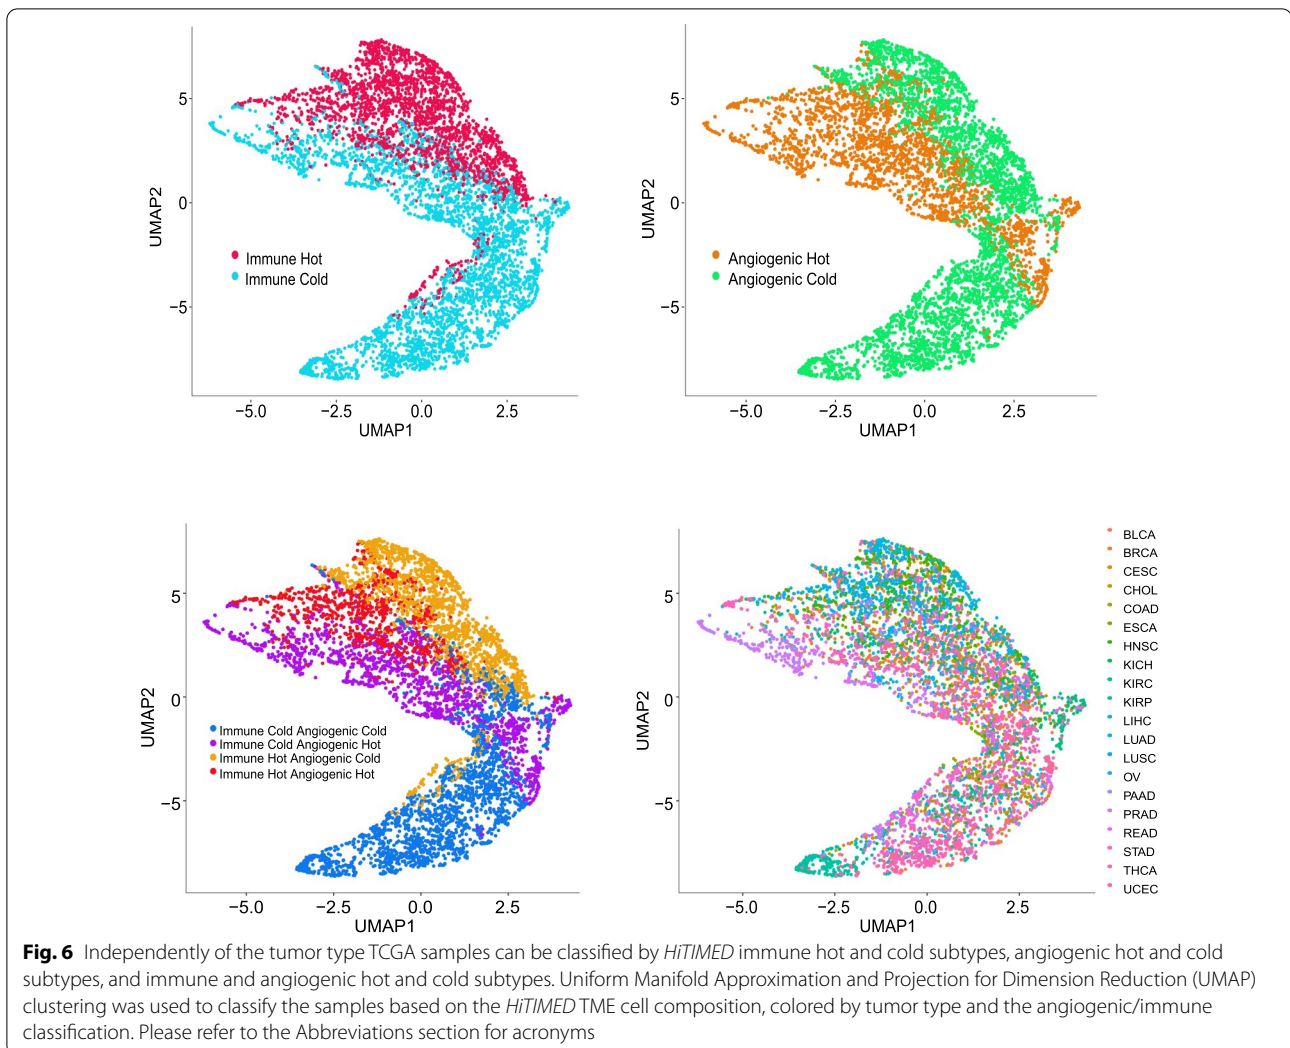 5
0
−5
UMAP2
Immune Hot
Immune Cold
−5.0 −2.5 0.0 2.5
UMAP1
5
0
−5
UMAP2
Angiogenic Hot
Angiogenic Cold
−5.0 −2.5 0.0 2.5
UMAP1
5
0
−5
UMAP2
Immune Cold Angiogenic Cold
Immune Cold Angiogenic Hot
Immune Hot Angiogenic Cold
Immune Hot Angiogenic Hot
−5.0 −2.5 0.0 2.5
UMAP1
5
0
−5
UMAP2
−5.0 −2.5 0.0 2.5
UMAP1
BLCA
BRCA
CESC
CHOL
COAD
ESCA
HNSC
KICH
KIRC
KIRP
LIHC
LUAD
LUSC
OV
PAAD
PRAD
READ
STAD
THCA
UCEC
Fig. 6 Independently of the tumor type TCGA samples can be classified by HiTIMED immune hot and cold subtypes, angiogenic hot and cold
subtypes, and immune and angiogenic hot and cold subtypes. Uniform Manifold Approximation and Projection for Dimension Reduction (UMAP)
clustering was used to classify the samples based on the HiTIMED TME cell composition, colored by tumor type and the angiogenic/immune
classification. Please refer to the Abbreviations section for acronyms